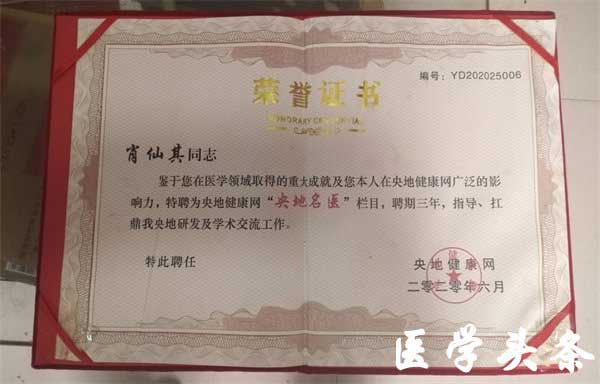 编号：YD202025006
荣誉证书
HONORARY CREDENTIAL
肖仙其同志
鉴于您在医学领域取得的重大成就及您本人在央地健康网广泛的影
响力，特聘为央地健康网“央地名医”栏目，聘期三年，指导、扛
鼎我央地研发及学术交流工作。
特此聘任
央地健康网
二零二零年六月
医学头条